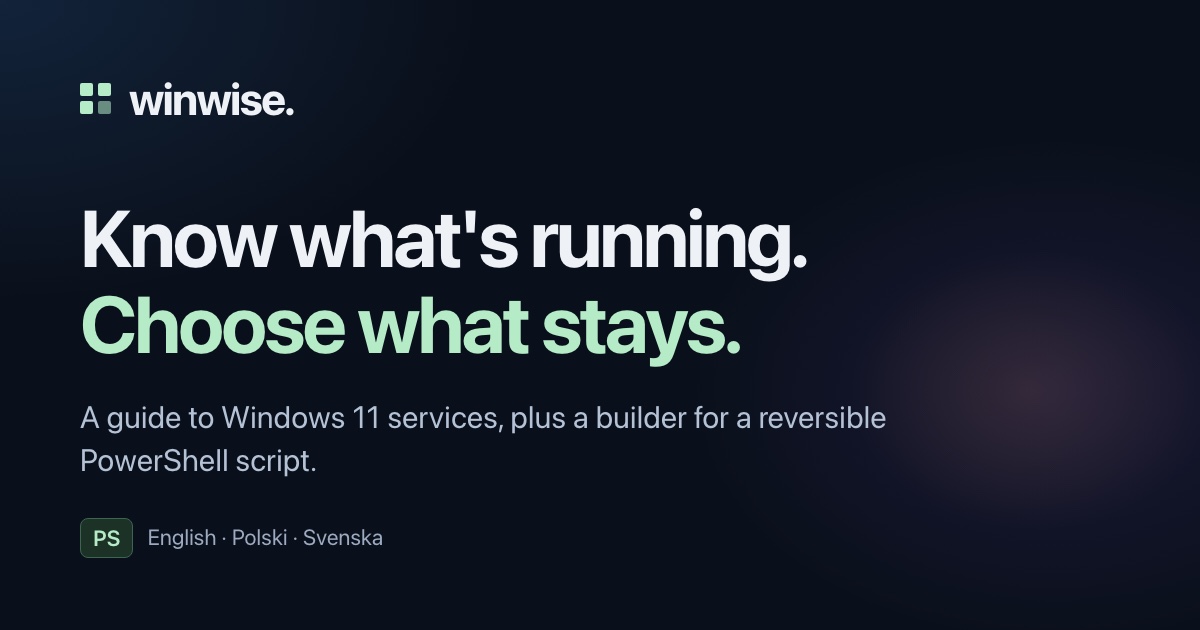 winwise.
Know what's running.
Choose what stays.
A guide to Windows 11 services, plus a builder for a reversible
PowerShell script.
PS
English · Polski · Svenska